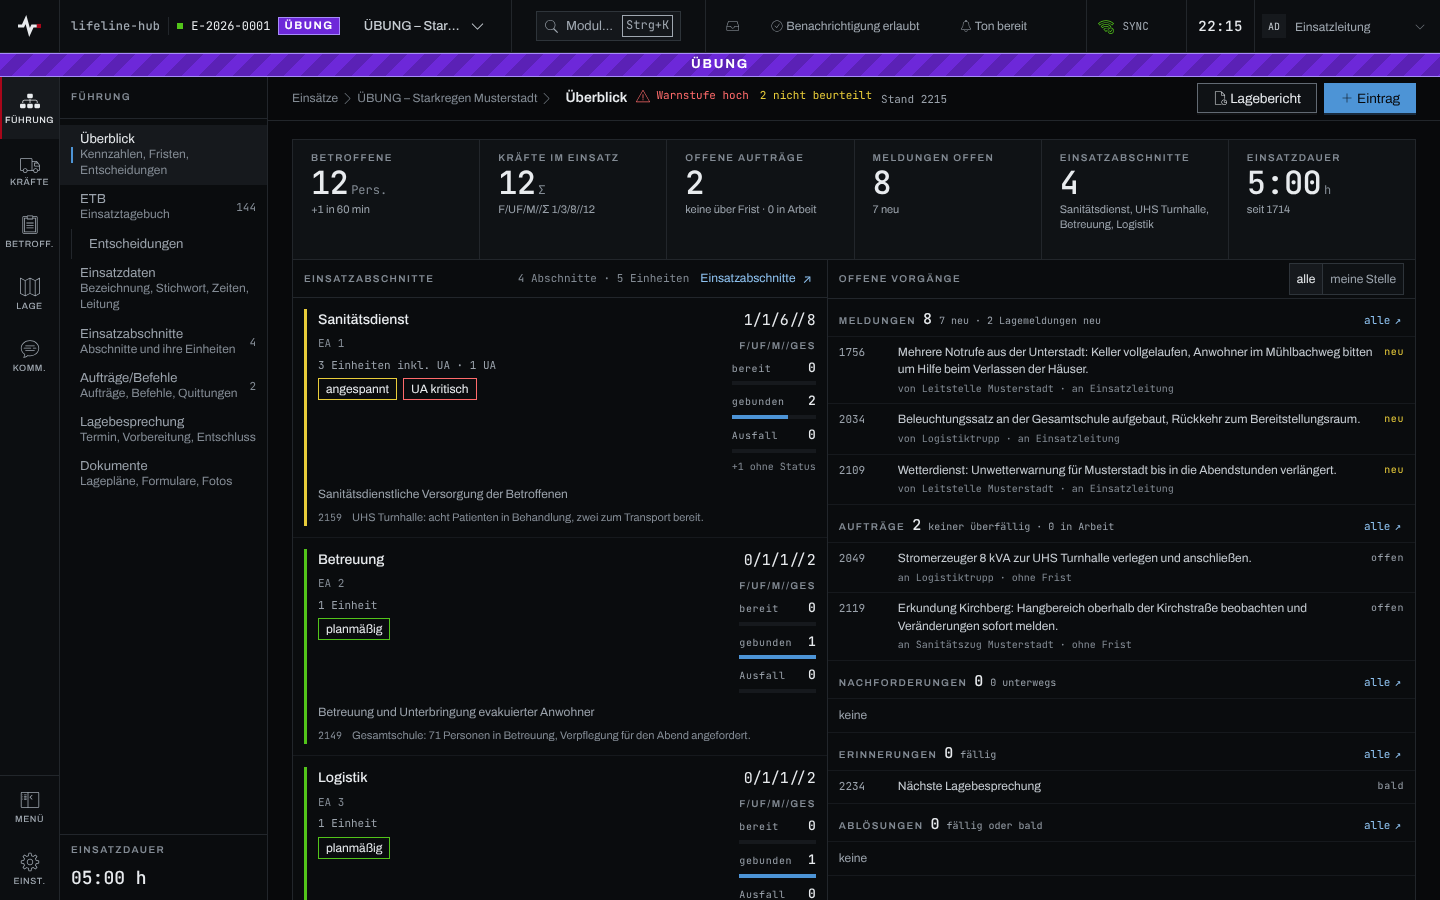 lifeline-hub E-2026-0001 ÜBUNG ÜBUNG – Star... Modul... Strg+K Benachrichtigung erlaubt Ton bereit SYNC 22:15 AD Einsatzleitung
ÜBUNG
FÜHRUNG
KRÄFTE
BETROFF.
LAGE
KOMM.
MENÜ
EINST.
FÜHRUNG
Überblick
Kennzahlen, Fristen,
Entscheidungen
ETB
Einsatztagebuch 144
Entscheidungen
Einsatzdaten
Bezeichnung, Stichwort, Zeiten,
Leitung
Einsatzabschnitte
Abschnitte und ihre Einheiten 4
Aufträge/Befehle
Aufträge, Befehle, Quittungen 2
Lagebesprechung
Termin, Vorbereitung, Entschluss
Dokumente
Lagepläne, Formulare, Fotos
EINSATZDAUER
05:00 h
Einsätze > ÜBUNG – Starkregen Musterstadt > Überblick Warnstufe hoch 2 nicht beurteilt Stand 2215 Lagebericht + Eintrag
BETROFFENE
12 Pers.
+1 in 60 min
KRÄFTE IM EINSATZ
12 Σ
F/UF/M//Σ 1/3/8//12
OFFENE AUFTRÄGE
2
keine über Frist · 0 in Arbeit
MELDUNGEN OFFEN
8
7 neu
EINSATZABSCHNITTE
4
Sanitätsdienst, UHS Turnhalle,
Betreuung, Logistik
EINSATZDAUER
5:00 h
seit 1714
EINSATZABSCHNITTE 4 Abschnitte · 5 Einheiten Einsatzabschnitte ↗
Sanitätsdienst 1/1/6//8
EA 1 F/UF/M//GES
3 Einheiten inkl. UA · 1 UA bereit 0
angespannt UA kritisch
gebunden 2
Ausfall 0
+1 ohne Status
Sanitätsdienstliche Versorgung der Betroffenen
2159 UHS Turnhalle: acht Patienten in Behandlung, zwei zum Transport bereit.
Betreuung 0/1/1//2
EA 2 F/UF/M//GES
1 Einheit bereit 0
planmäßig
gebunden 1
Ausfall 0
Betreuung und Unterbringung evakuierter Anwohner
2149 Gesamtschule: 71 Personen in Betreuung, Verpflegung für den Abend angefordert.
Logistik 0/1/1//2
EA 3 F/UF/M//GES
1 Einheit bereit 0
planmäßig
gebunden 1
Ausfall 0
OFFENE VORGÄNGE alle meine Stelle
MELDUNGEN 8 7 neu · 2 Lagemeldungen neu alle ↗
1756 Mehrere Notrufe aus der Unterstadt: Keller vollgelaufen, Anwohner im Mühlbachweg bitten neu
um Hilfe beim Verlassen der Häuser.
von Leitstelle Musterstadt · an Einsatzleitung
2034 Beleuchtungssatz an der Gesamtschule aufgebaut, Rückkehr zum Bereitstellungsraum. neu
von Logistiktrupp · an Einsatzleitung
2109 Wetterdienst: Unwetterwarnung für Musterstadt bis in die Abendstunden verlängert. neu
von Leitstelle Musterstadt · an Einsatzleitung
AUFTRÄGE 2 keiner überfällig · 0 in Arbeit alle ↗
2049 Stromerzeuger 8 kVA zur UHS Turnhalle verlegen und anschließen. offen
an Logistiktrupp · ohne Frist
2119 Erkundung Kirchberg: Hangbereich oberhalb der Kirchstraße beobachten und offen
Veränderungen sofort melden.
an Sanitätszug Musterstadt · ohne Frist
NACHFORDERUNGEN 0 0 unterwegs alle ↗
keine
ERINNERUNGEN 0 fällig alle ↗
2234 Nächste Lagebesprechung bald
ABLÖSUNGEN 0 fällig oder bald alle ↗
keine